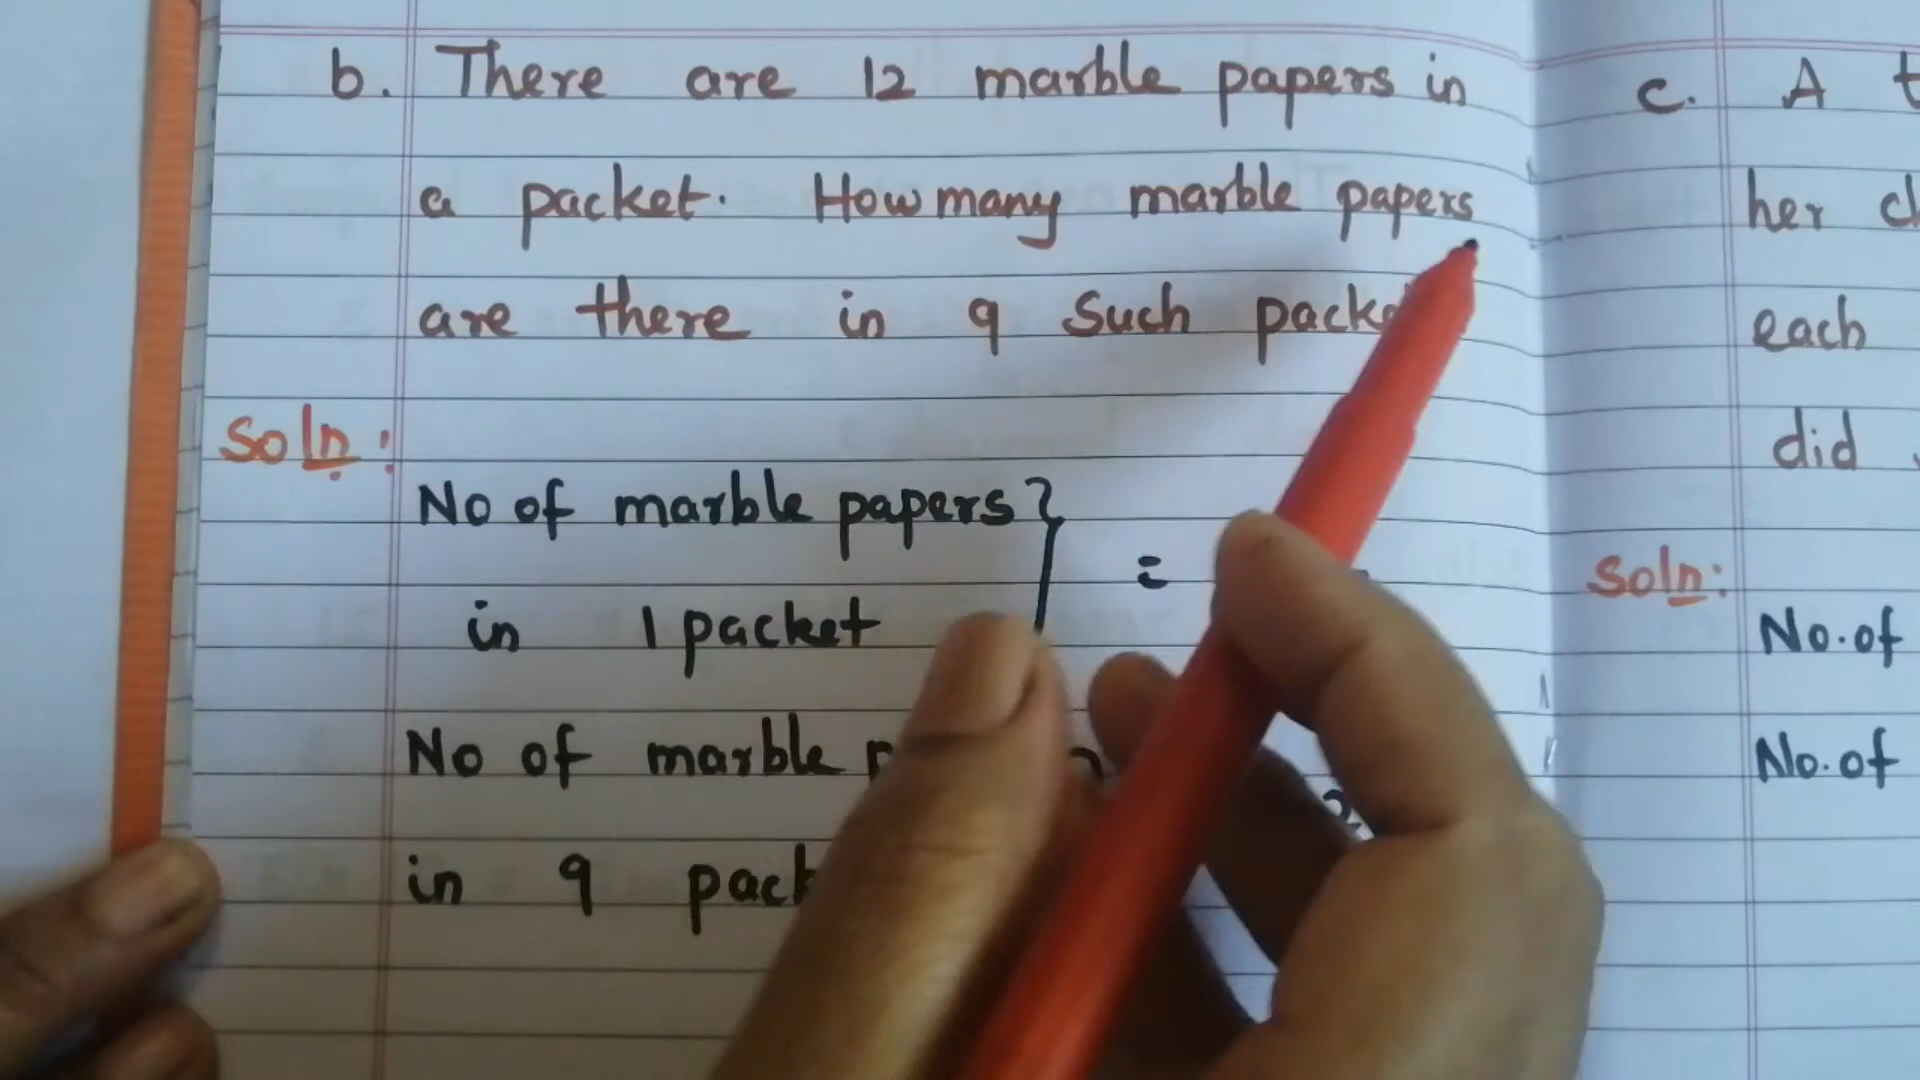 b. There are 12 marble papers in
a packet. How many marble papers
are there in 9 such
Soln:
No of marble papers }
in 1 packet =
No of marble
in 9
c. A
her
each
did
Soln:
No. of
No. of